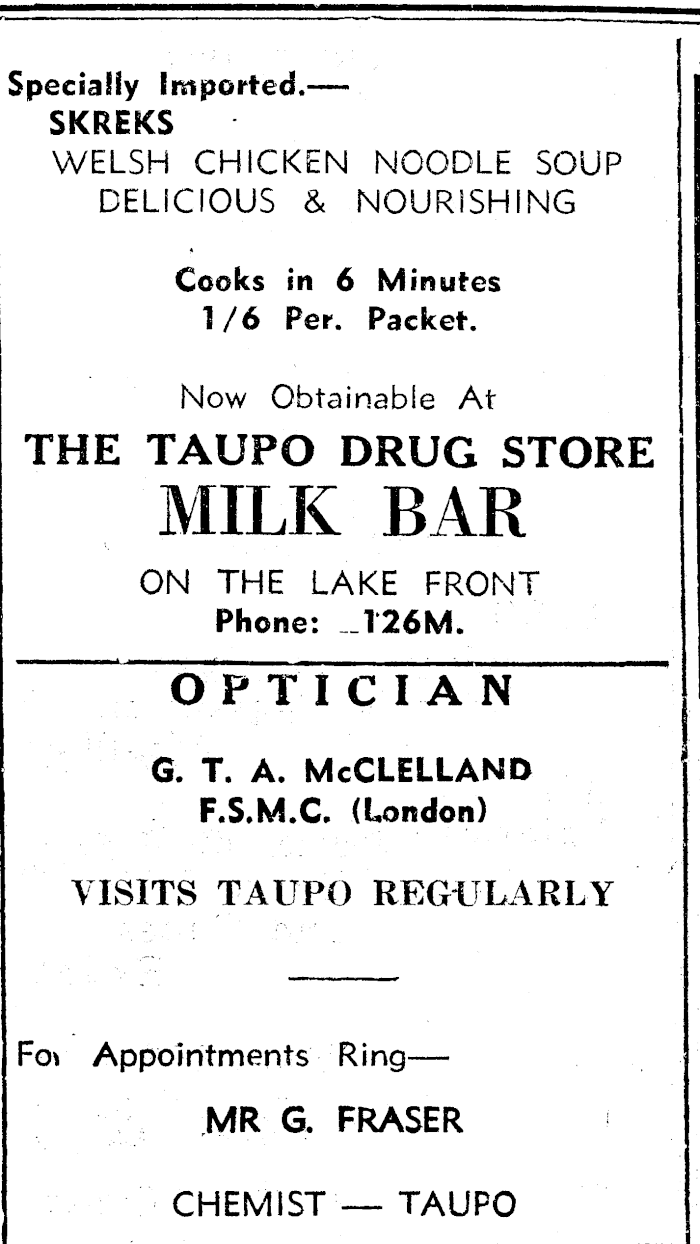 Specially Imported.—
SKREKS
WELSH CHICKEN NOODLE SOUP
DELICIOUS & NOURISHING
Cooks in 6 Minutes
1/6 Per. Packet.
Now Obtainable At
THE TAUPO DRUG STORE
MILK BAR
ON THE LAKE FRONT
Phone: 126M.
OPTICIAN
G. T. A. McCLELLAND
F.S.M.C. (London)
VISITS TAUPO REGULARLY
For Appointments Ring—
MR G. FRASER
CHEMIST — TAUPO